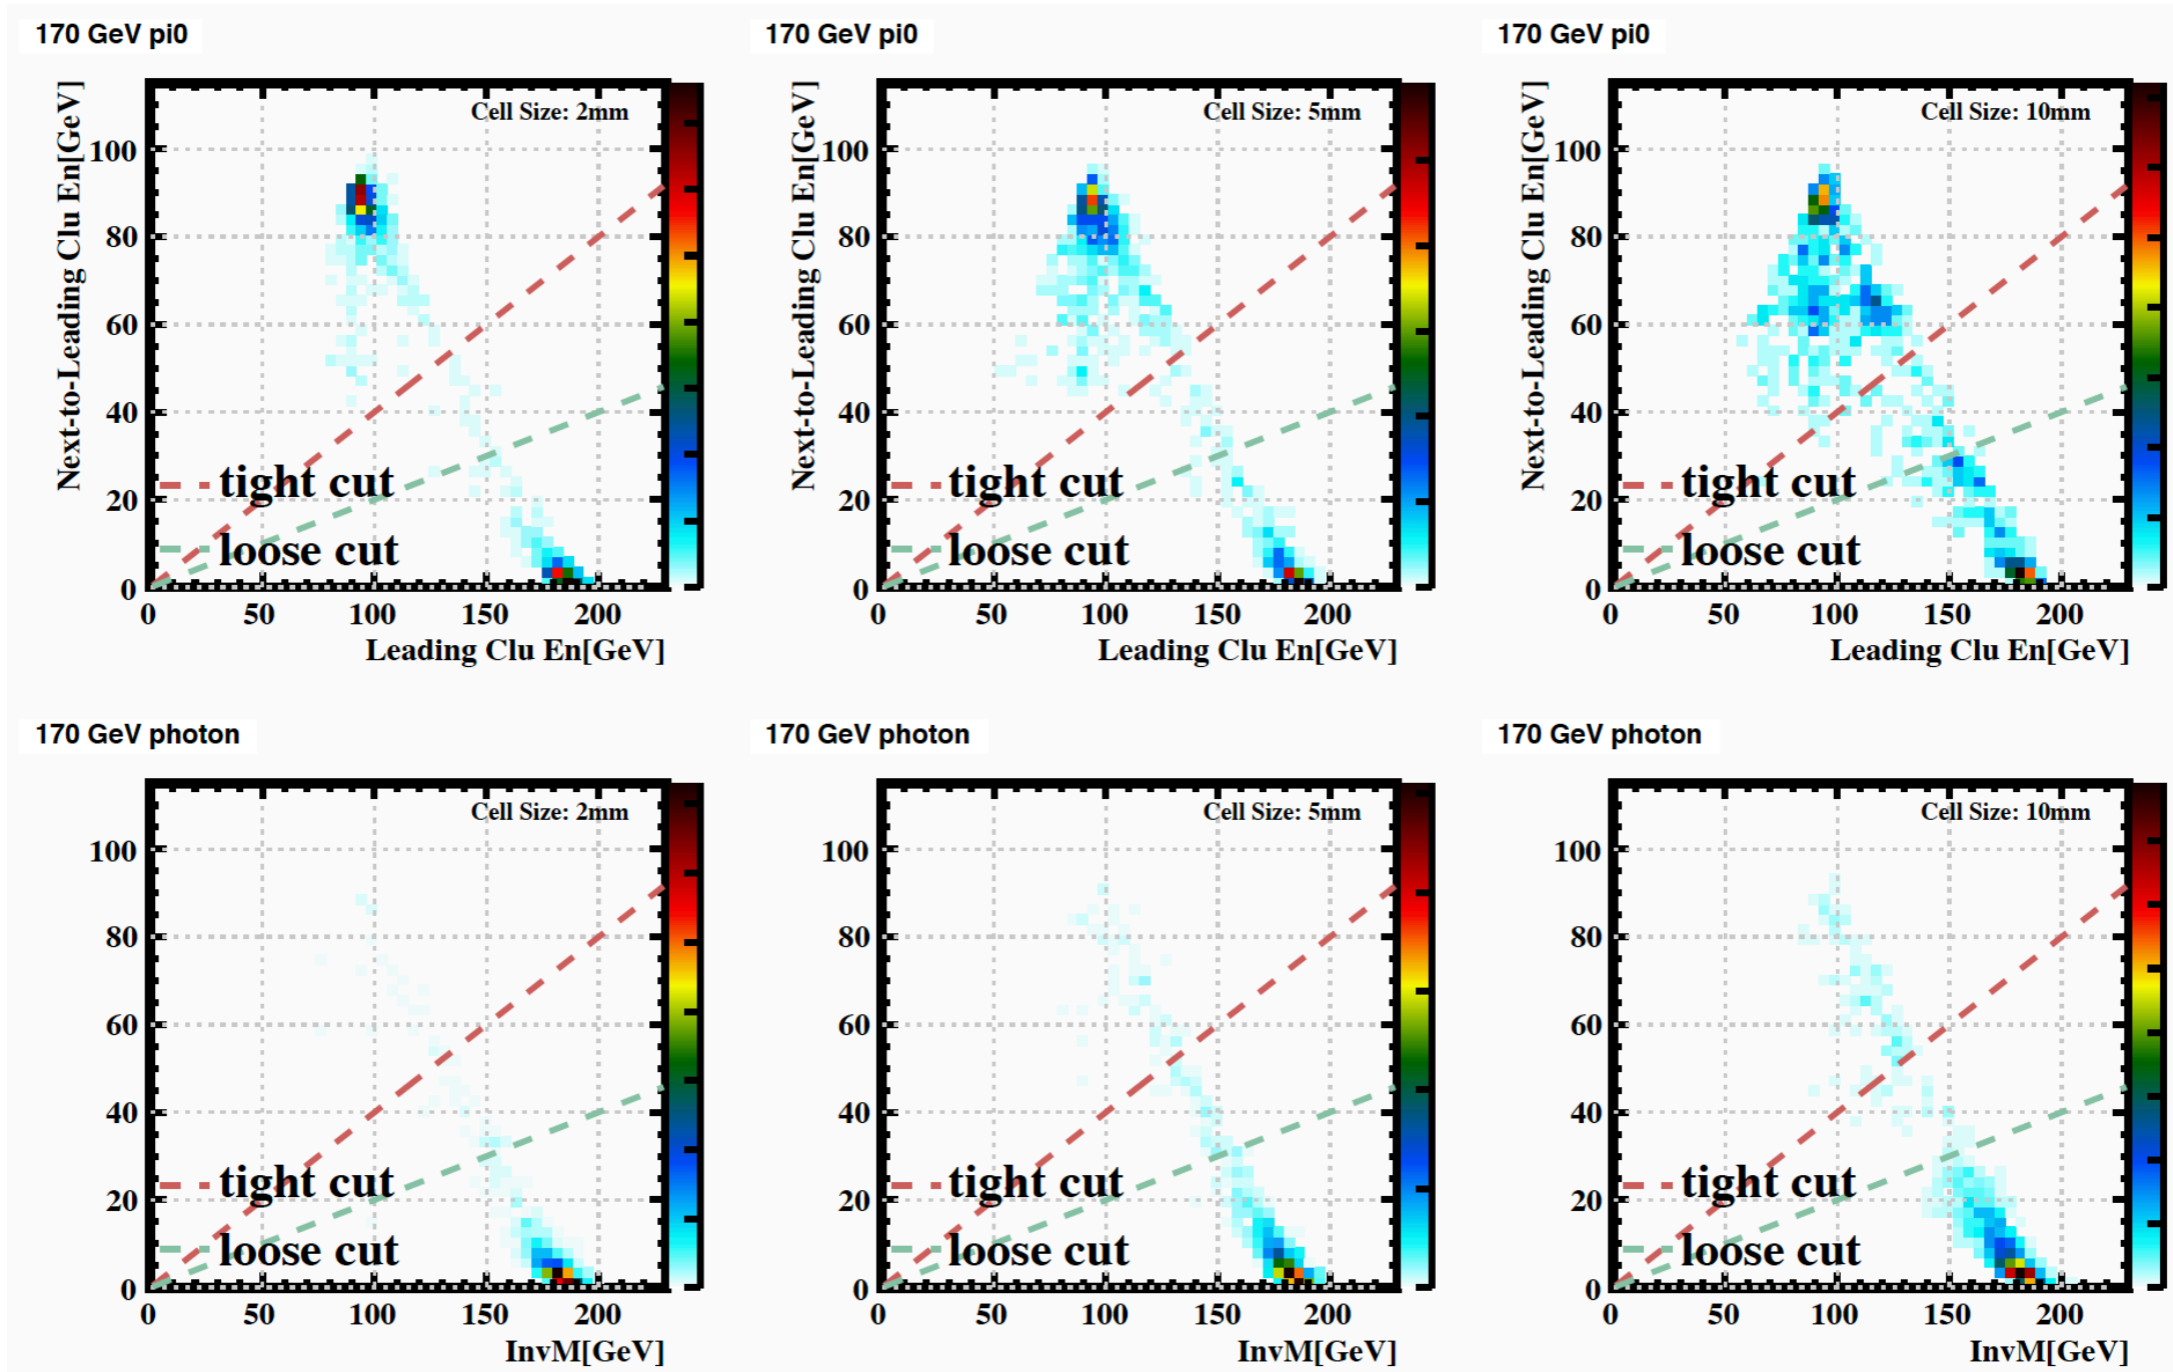 170 GeV pi0
170 GeV pi0
170 GeV pi0
Next-to-Leading Clu En[GeV]
100
80
60
40
20
0
Cell Size: 2mm
tight cut
loose cut
0 50 100 150 200
Leading Clu En[GeV]
Next-to-Leading Clu En[GeV]
100
80
60
40
20
0
Cell Size: 5mm
tight cut
loose cut
0 50 100 150 200
Leading Clu En[GeV]
Next-to-Leading Clu En[GeV]
100
80
60
40
20
0
Cell Size: 10mm
tight cut
loose cut
0 50 100 150 200
Leading Clu En[GeV]
170 GeV photon
170 GeV photon
170 GeV photon
100
80
60
40
20
0
Cell Size: 2mm
tight cut
loose cut
0 50 100 150 200
InvM[GeV]
100
80
60
40
20
0
Cell Size: 5mm
tight cut
loose cut
0 50 100 150 200
InvM[GeV]
100
80
60
40
20
0
Cell Size: 10mm
tight cut
loose cut
0 50 100 150 200
InvM[GeV]